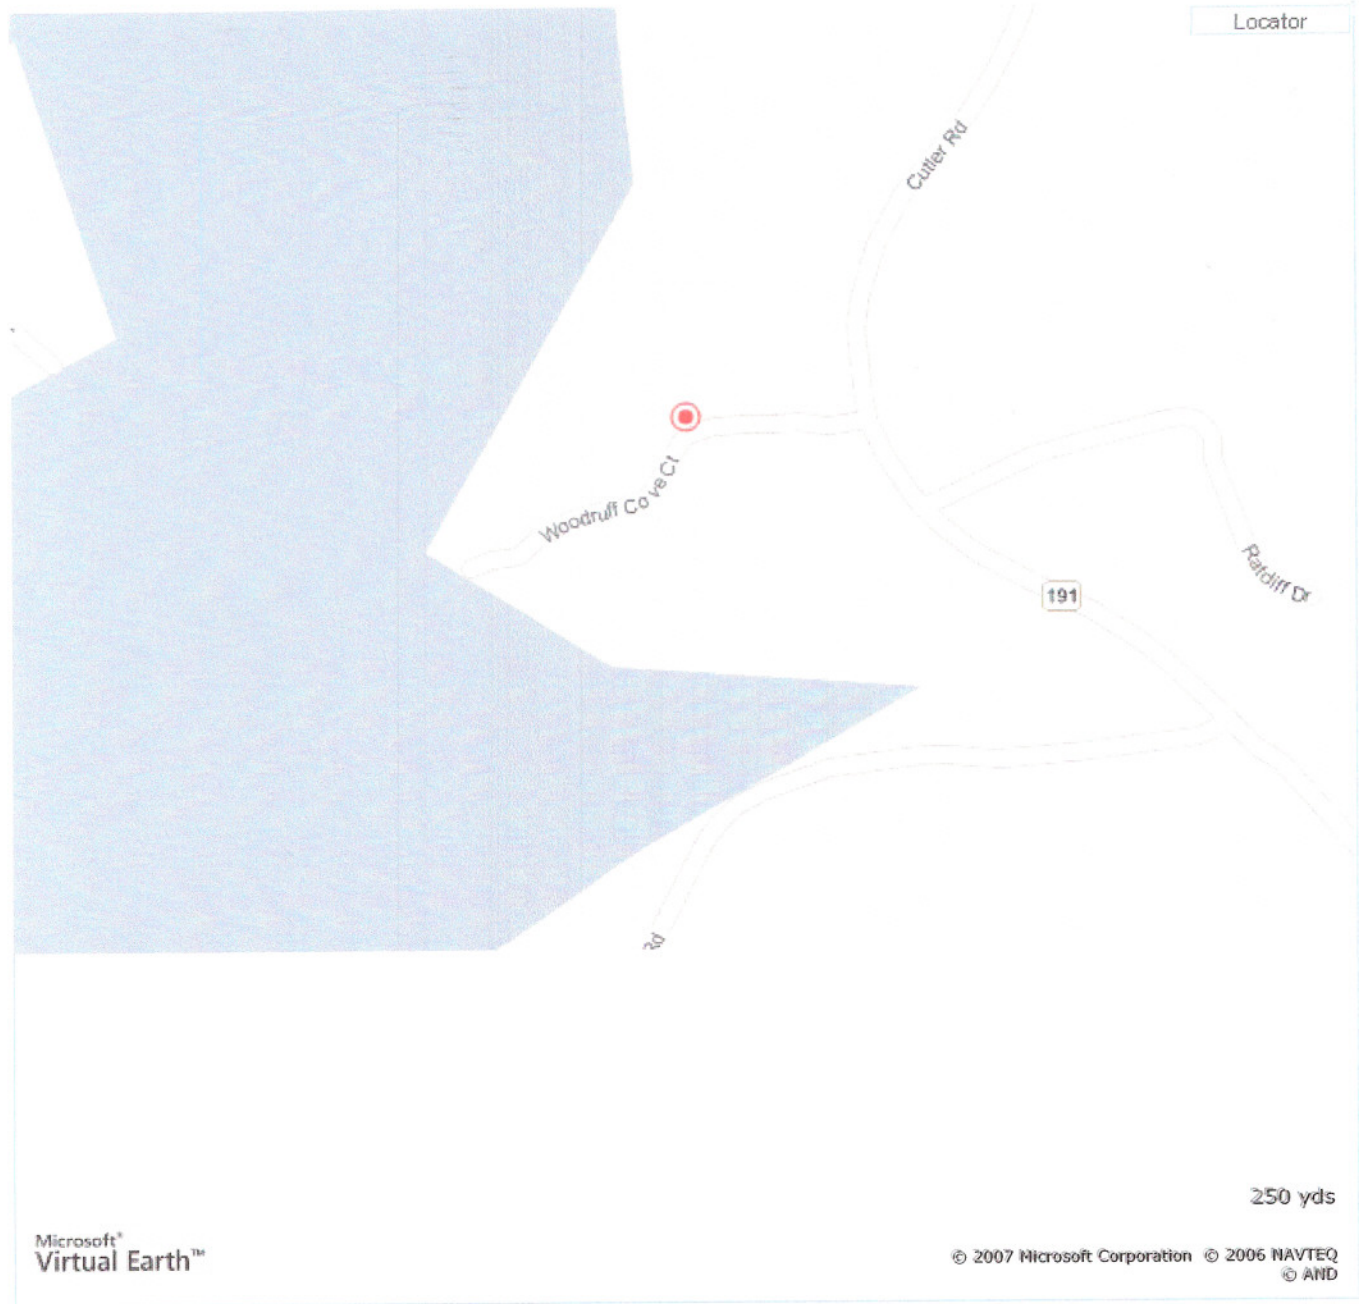 Locator
Cutler Rd
Woodruff Cove Ct
Ratcliff Dr
191
Rd
250 yds
Microsoft®
Virtual Earth™
© 2007 Microsoft Corporation © 2006 NAVTEQ
© AND